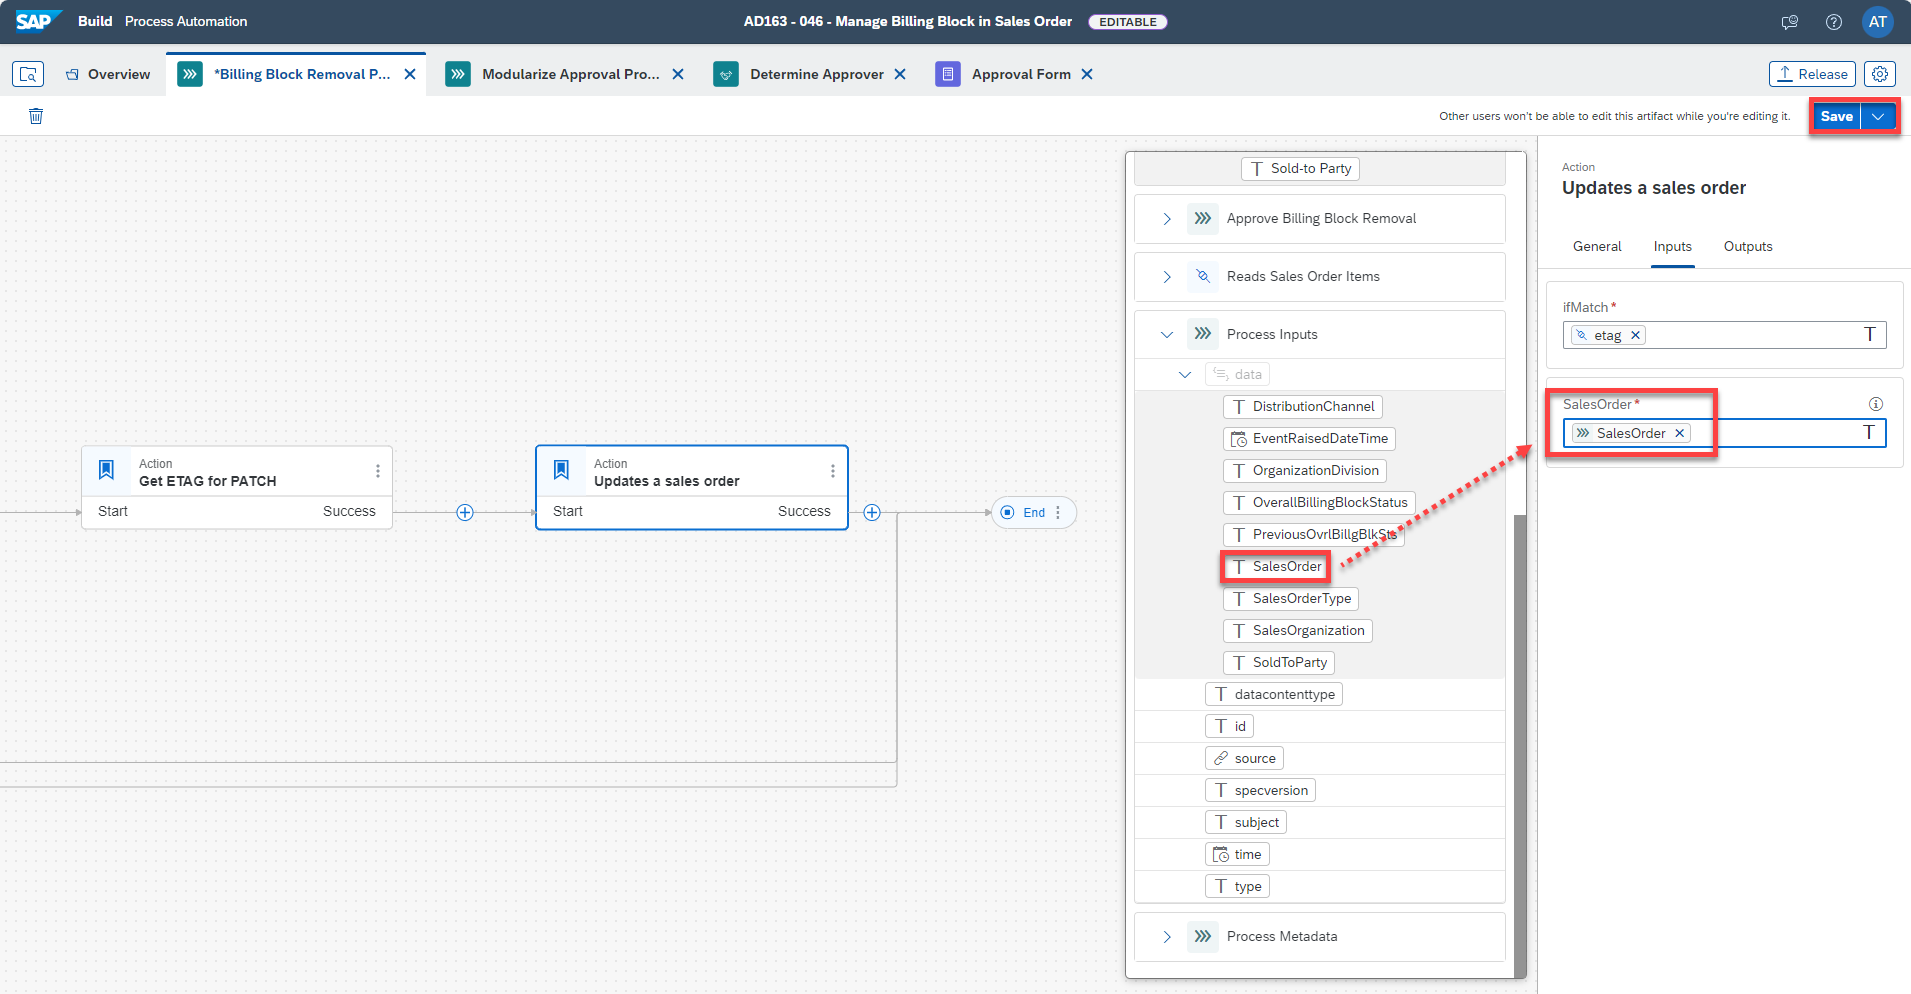 SAP Build Process Automation AD163 - 046 - Manage Billing Block in Sales Order EDITABLE AT
Overview *Billing Block Removal P... Modularize Approval Pro... Determine Approver Approval Form Release
Other users won't be able to edit this artifact while you're editing it. Save
Sold-to Party
Approve Billing Block Removal
Reads Sales Order Items
Process Inputs
data
DistributionChannel
EventRaisedDateTime
OrganizationDivision
OverallBillingBlockStatus
PreviousOvrlBillgBlkSts
SalesOrder
SalesOrderType
SalesOrganization
SoldToParty
datacontenttype
id
source
specversion
subject
time
type
Process Metadata
Action
Get ETAG for PATCH
Start Success
Action
Updates a sales order
Start Success
End
Action
Updates a sales order
General Inputs Outputs
ifMatch *
etag
SalesOrder *
SalesOrder